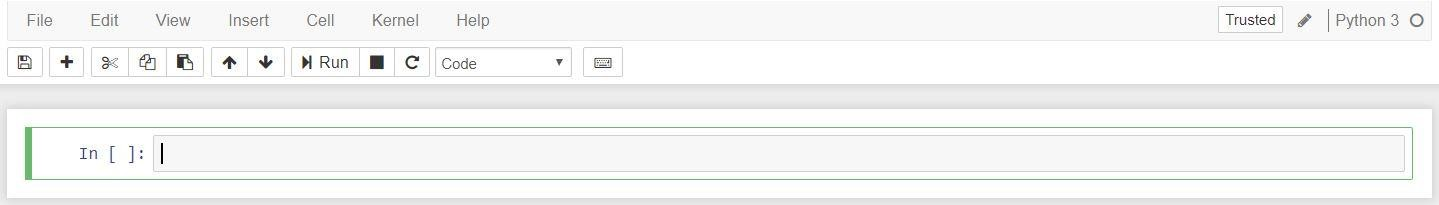 File Edit View Insert Cell Kernel Help Trusted Python 3
Run Code
In [ ]: